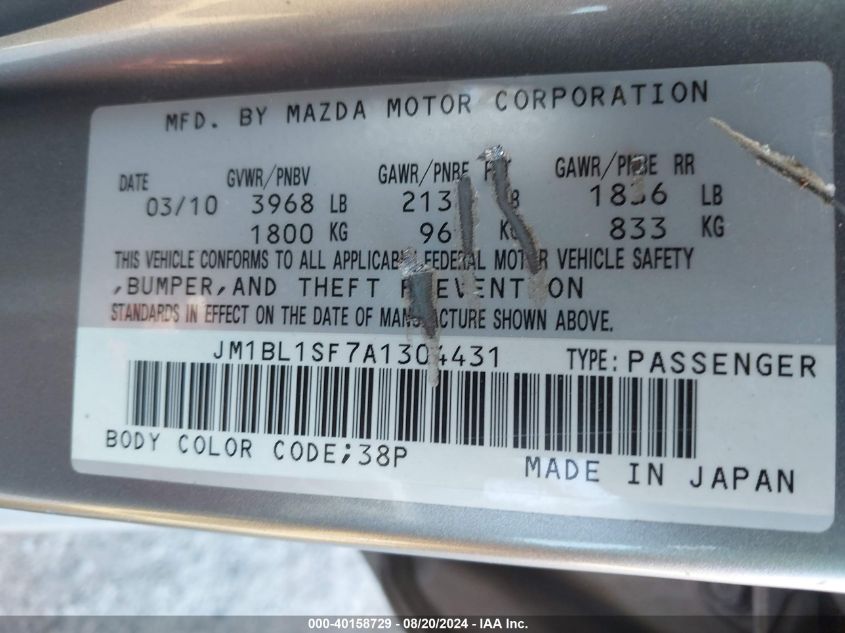 MFD. BY MAZDA MOTOR CORPORATION
DATE GVWR/PNBV GAWR/PNBE GAWR/PNBE RR
03/10 3968 LB LB
1800 KG KG 833 KG
THIS VEHICLE CONFORMS TO ALL APPLICABLE FEDERAL MOTOR VEHICLE SAFETY
,BUMPER,AND THEFT PREVENTION
STANDARDS IN EFFECT ON THE DATE OF MANUFACTURE SHOWN ABOVE.
JM1BL1SF7A1304431 TYPE: PASSENGER
BODY COLOR CODE;38P
MADE IN JAPAN
000-40158729 - 08/20/2024 - IAA Inc.